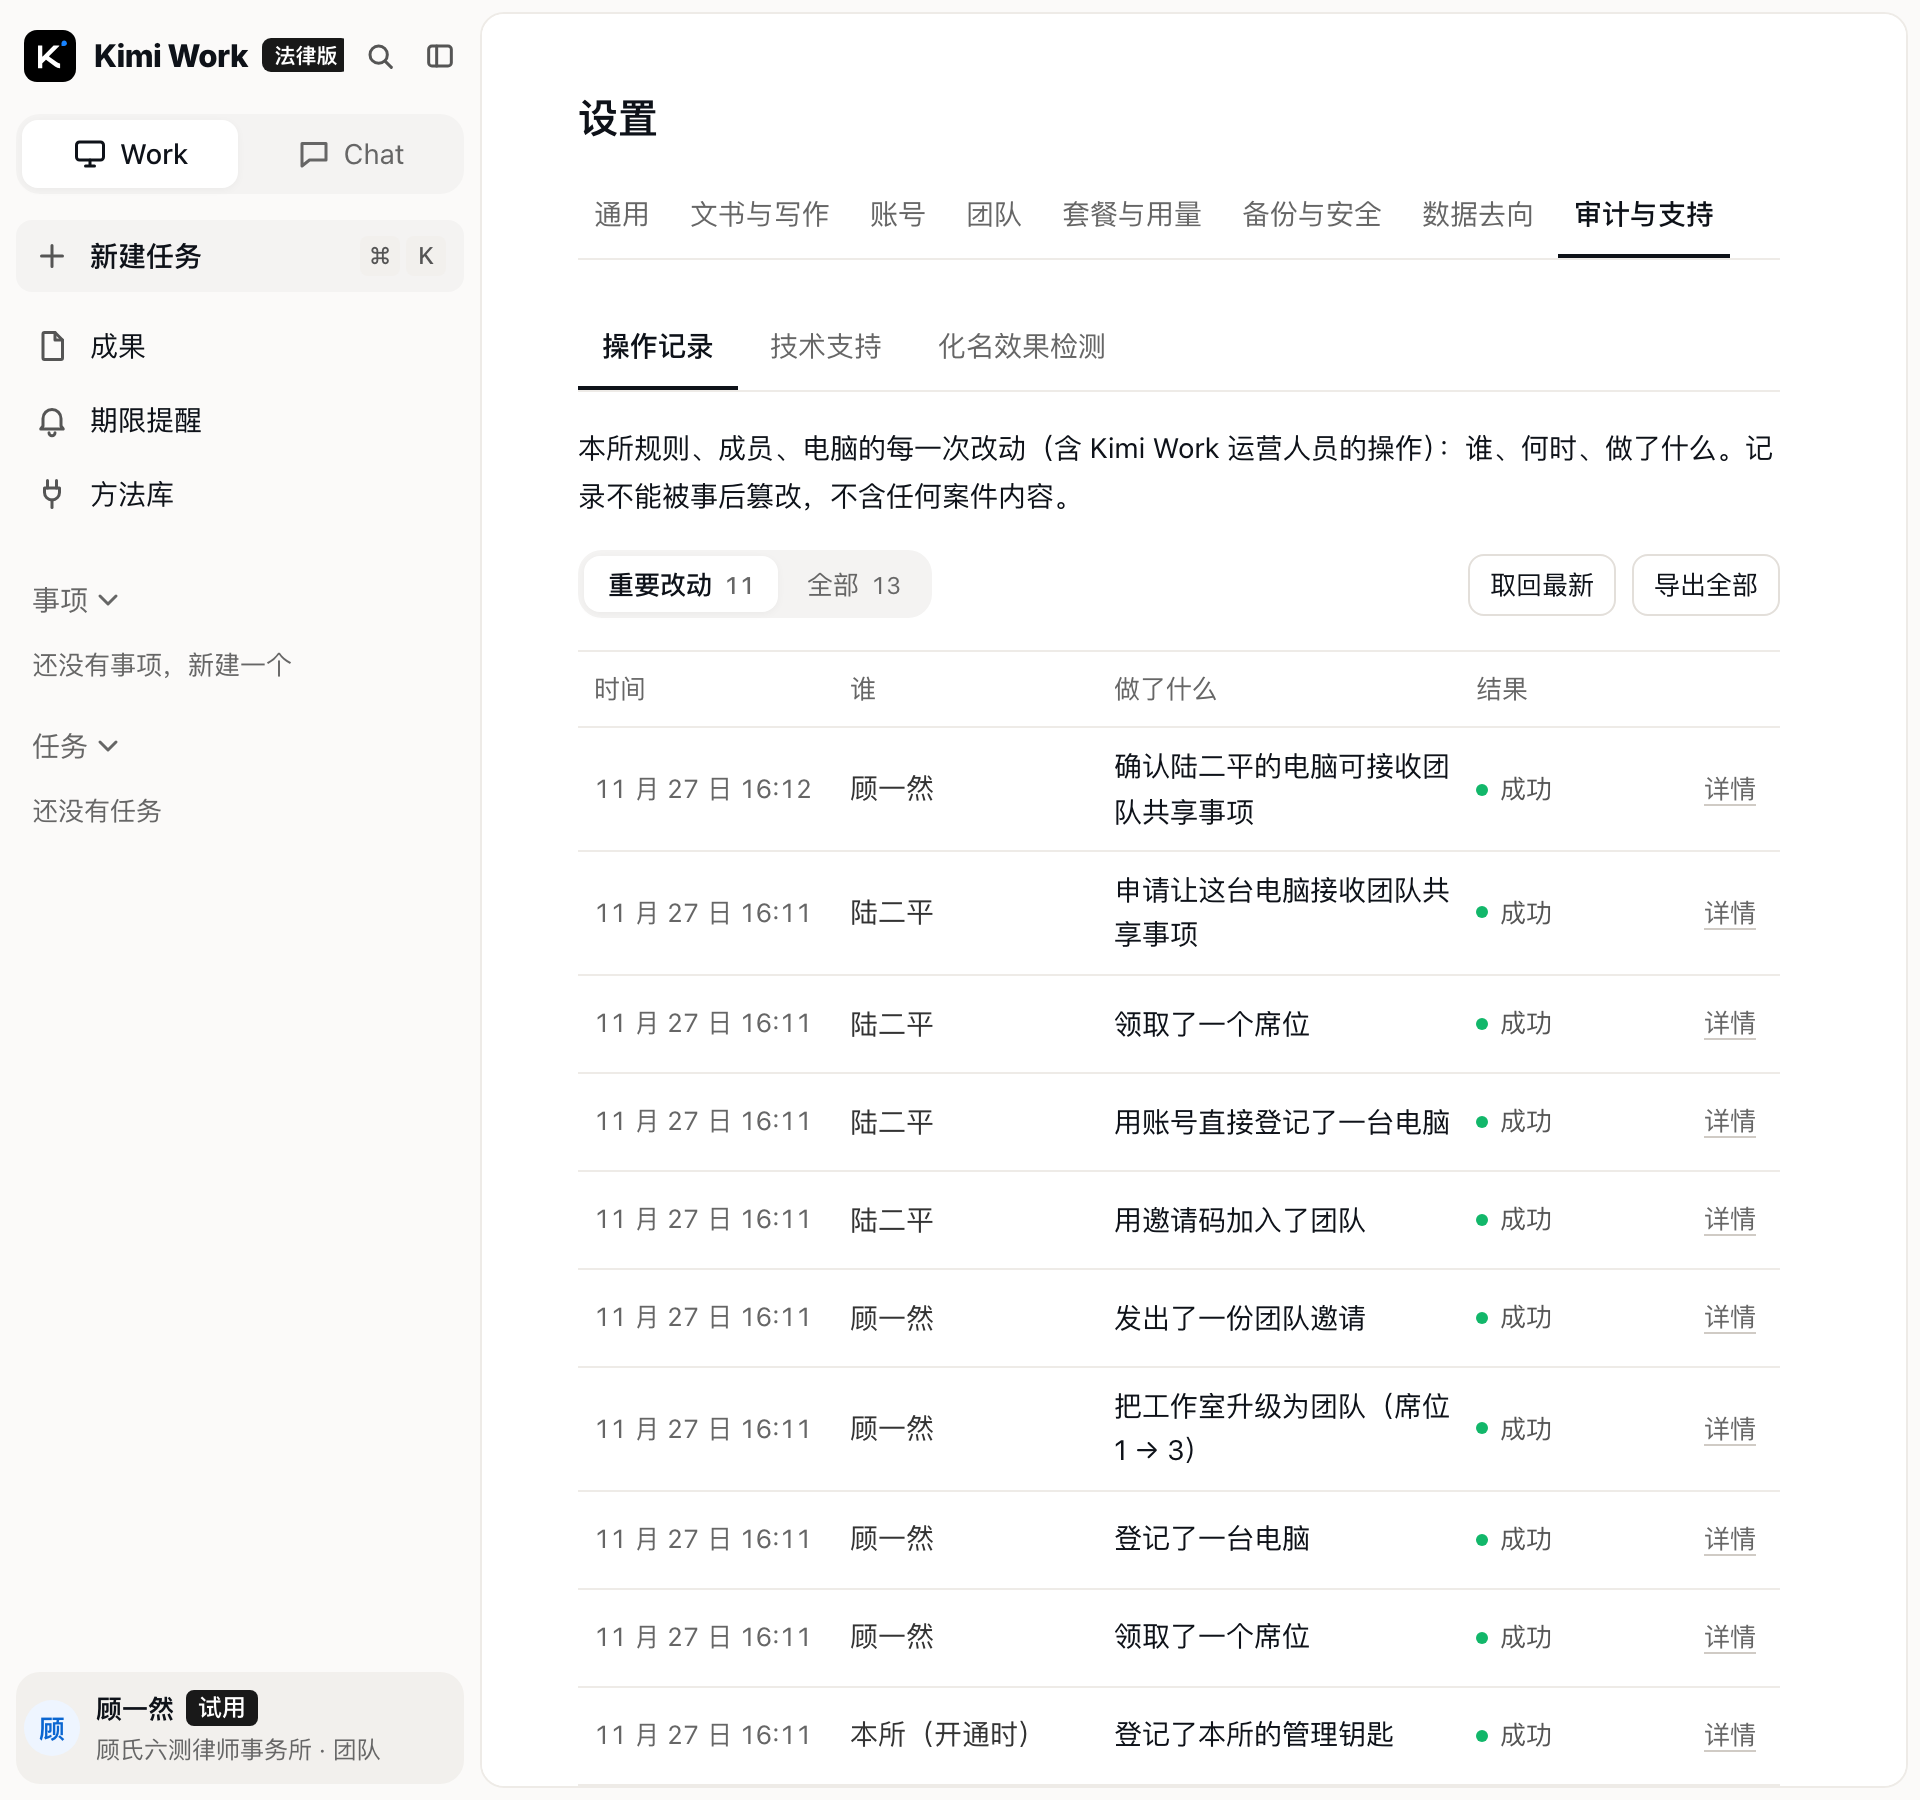 Kimi Work 法律版
Work
Chat
新建任务 ⌘ K
成果
期限提醒
方法库
事项
还没有事项，新建一个
任务
还没有任务
顾 顾一然 试用
顾氏六测律师事务所 · 团队
设置
通用 文书与写作 账号 团队 套餐与用量 备份与安全 数据去向 审计与支持
操作记录 技术支持 化名效果检测
本所规则、成员、电脑的每一次改动（含 Kimi Work 运营人员的操作）：谁、何时、做了什么。记
录不能被事后篡改，不含任何案件内容。
重要改动 11 全部 13 取回最新 导出全部
时间 谁 做了什么 结果
11 月 27 日 16:12 顾一然 确认陆二平的电脑可接收团
队共享事项 成功 详情
11 月 27 日 16:11 陆二平 申请让这台电脑接收团队共
享事项 成功 详情
11 月 27 日 16:11 陆二平 领取了一个席位 成功 详情
11 月 27 日 16:11 陆二平 用账号直接登记了一台电脑 成功 详情
11 月 27 日 16:11 陆二平 用邀请码加入了团队 成功 详情
11 月 27 日 16:11 顾一然 发出了一份团队邀请 成功 详情
11 月 27 日 16:11 顾一然 把工作室升级为团队（席位
1 → 3） 成功 详情
11 月 27 日 16:11 顾一然 登记了一台电脑 成功 详情
11 月 27 日 16:11 顾一然 领取了一个席位 成功 详情
11 月 27 日 16:11 本所（开通时） 登记了本所的管理钥匙 成功 详情